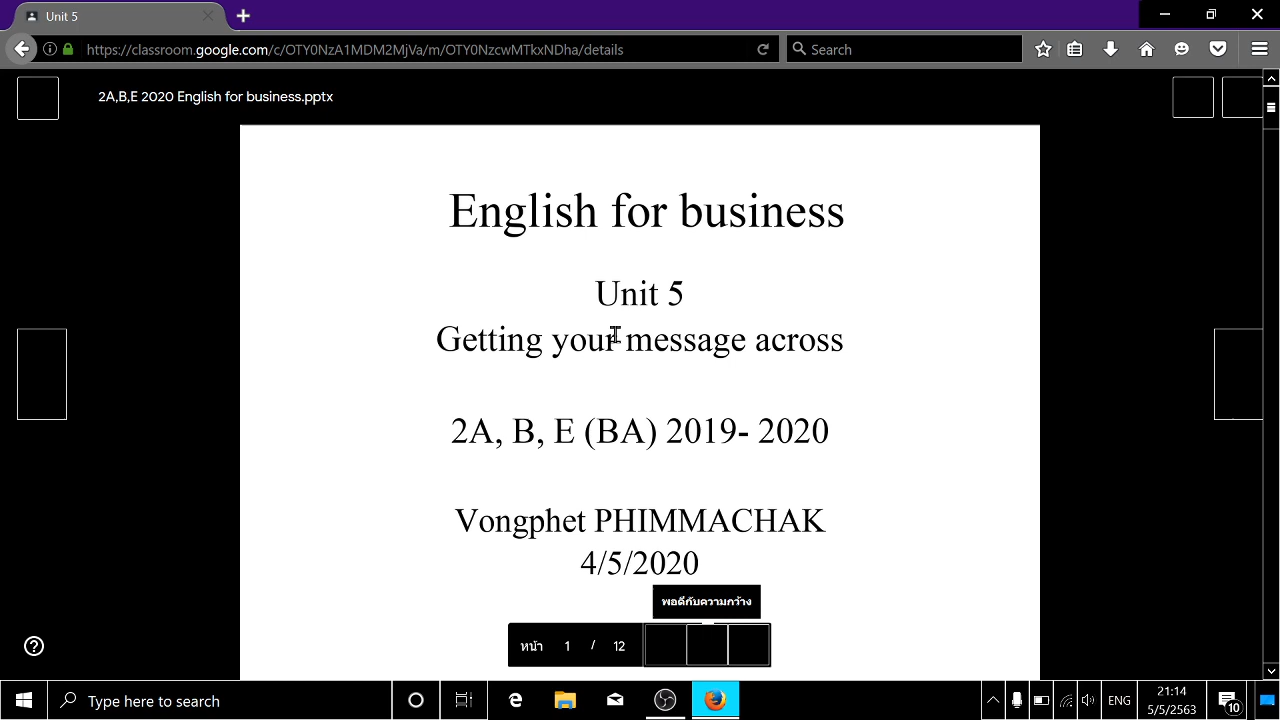 Unit 5
https://classroom.google.com/c/OTY0NzA1MDM2MjVa/m/OTY0NzcwMTkxNDha/details
Search
2A,B,E 2020 English for business.pptx
English for business
Unit 5
Getting your message across
2A, B, E (BA) 2019- 2020
Vongphet PHIMMACHAK
4/5/2020
พอดีกับความกว้าง
หน้า 1 / 12
Type here to search
ENG
21:14
5/5/2563
10